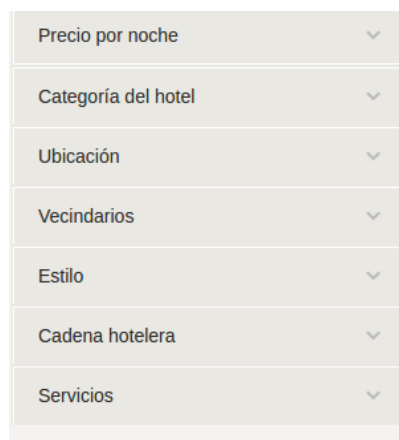 Precio por noche
Categoría del hotel
Ubicación
Vecindarios
Estilo
Cadena hotelera
Servicios